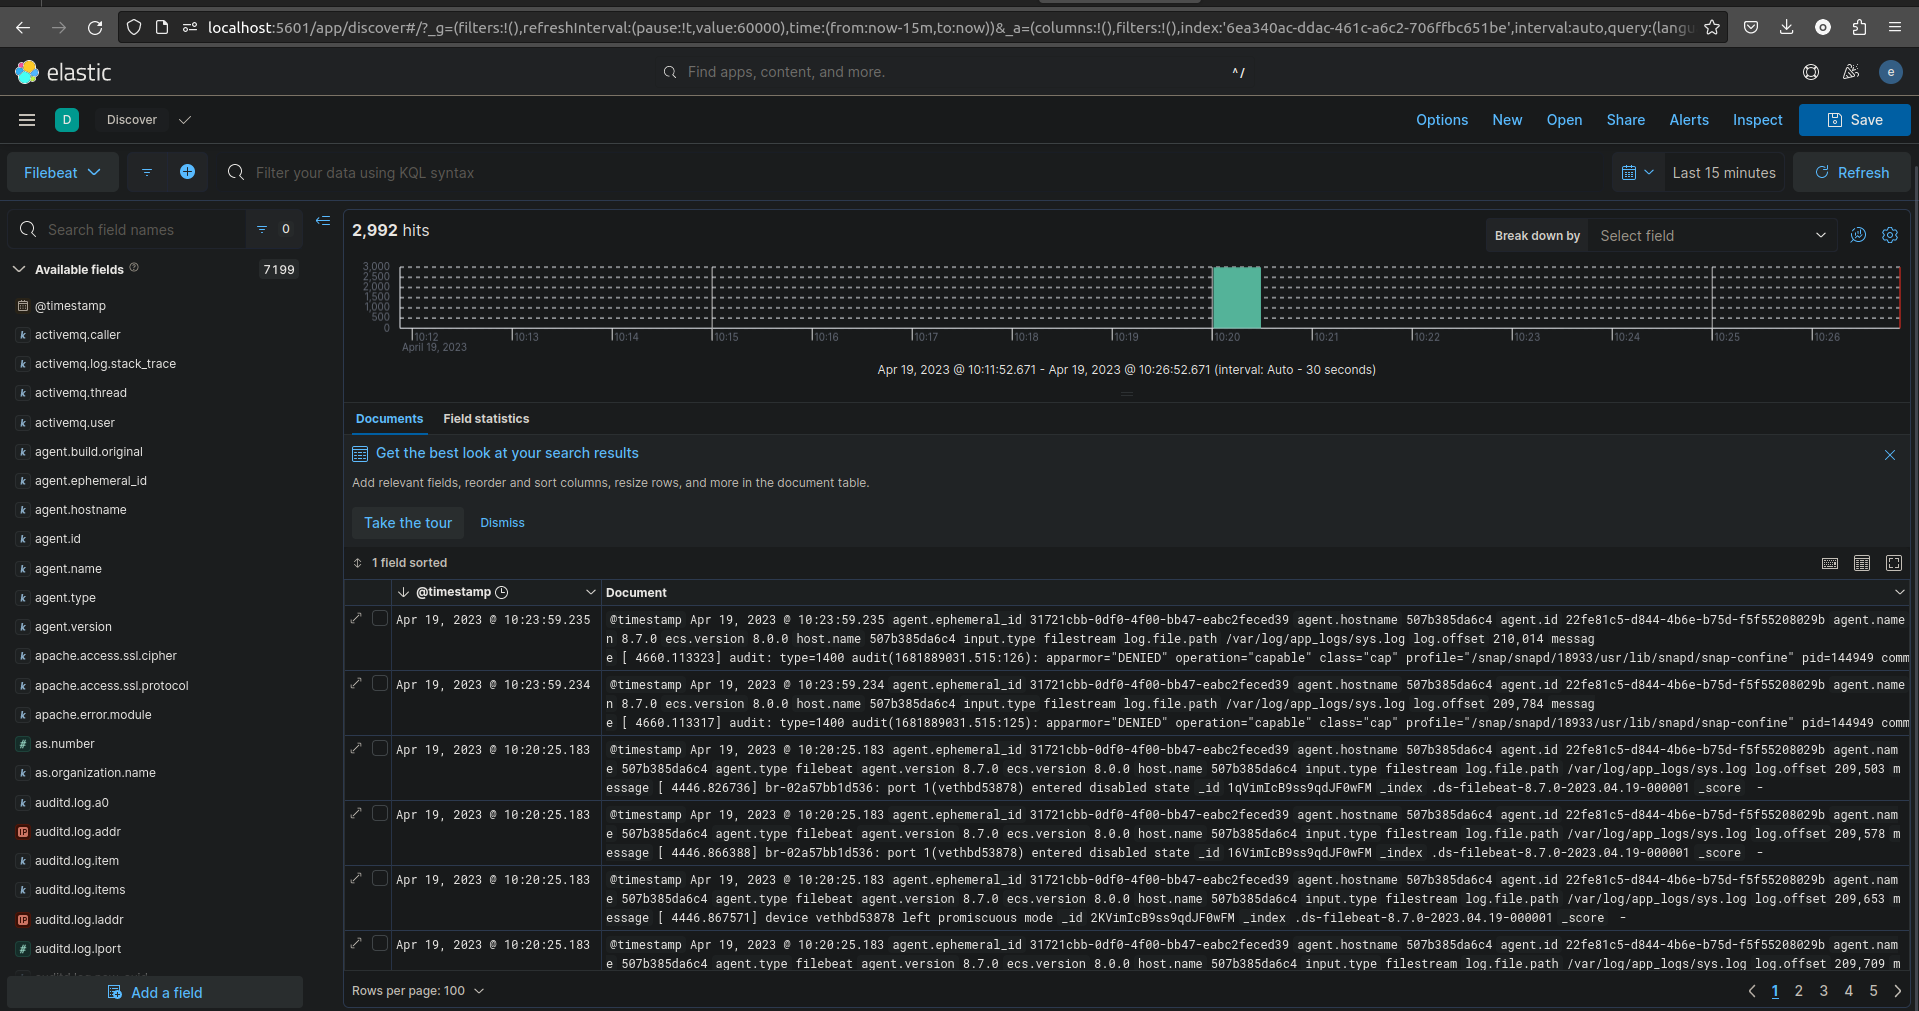 localhost:5601/app/discover#/?_g=(filters:!(),refreshInterval:(pause:!t,value:60000),time:(from:now-15m,to:now))&_a=(columns:!(),filters:!(),index:'6ea340ac-ddac-461c-a6c2-706ffbc651be',interval:auto,query:(langu
elastic
Find apps, content, and more.
^/
e
D
Discover
Options
New
Open
Share
Alerts
Inspect
Save
Filebeat
Filter your data using KQL syntax
Last 15 minutes
Refresh
Search field names
0
Available fields
7199
@timestamp
k activemq.caller
k activemq.log.stack_trace
k activemq.thread
k activemq.user
k agent.build.original
k agent.ephemeral_id
k agent.hostname
k agent.id
k agent.name
k agent.type
k agent.version
k apache.access.ssl.cipher
k apache.access.ssl.protocol
k apache.error.module
# as.number
k as.organization.name
k auditd.log.a0
IP auditd.log.addr
k auditd.log.item
k auditd.log.items
IP auditd.log.laddr
# auditd.log.lport
Add a field
2,992 hits
Break down by
Select field
3,000
2,500
2,000
1,500
1,000
500
0
10:12 10:13 10:14 10:15 10:16 10:17 10:18 10:19 10:20 10:21 10:22 10:23 10:24 10:25 10:26
April 19, 2023
Apr 19, 2023 @ 10:11:52.671 - Apr 19, 2023 @ 10:26:52.671 (interval: Auto - 30 seconds)
Documents
Field statistics
Get the best look at your search results
Add relevant fields, reorder and sort columns, resize rows, and more in the document table.
Take the tour
Dismiss
1 field sorted
@timestamp
Document
Apr 19, 2023 @ 10:23:59.235
@timestamp Apr 19, 2023 @ 10:23:59.235 agent.ephemeral_id 31721cbb-0df0-4f00-bb47-eabc2feced39 agent.hostname 507b385da6c4 agent.id 22fe81c5-d844-4b6e-b75d-f5f55208029b agent.name
n 8.7.0 ecs.version 8.0.0 host.name 507b385da6c4 input.type filestream log.file.path /var/log/app_logs/sys.log log.offset 210,014 messag
e [ 4660.113323] audit: type=1400 audit(1681889031.515:126): apparmor="DENIED" operation="capable" class="cap" profile="/snap/snapd/18933/usr/lib/snapd/snap-confine" pid=144949 comm
Apr 19, 2023 @ 10:23:59.234
@timestamp Apr 19, 2023 @ 10:23:59.234 agent.ephemeral_id 31721cbb-0df0-4f00-bb47-eabc2feced39 agent.hostname 507b385da6c4 agent.id 22fe81c5-d844-4b6e-b75d-f5f55208029b agent.name
n 8.7.0 ecs.version 8.0.0 host.name 507b385da6c4 input.type filestream log.file.path /var/log/app_logs/sys.log log.offset 209,784 messag
e [ 4660.113317] audit: type=1400 audit(1681889031.515:125): apparmor="DENIED" operation="capable" class="cap" profile="/snap/snapd/18933/usr/lib/snapd/snap-confine" pid=144949 comm
Apr 19, 2023 @ 10:20:25.183
@timestamp Apr 19, 2023 @ 10:20:25.183 agent.ephemeral_id 31721cbb-0df0-4f00-bb47-eabc2feced39 agent.hostname 507b385da6c4 agent.id 22fe81c5-d844-4b6e-b75d-f5f55208029b agent.nam
e 507b385da6c4 agent.type filebeat agent.version 8.7.0 ecs.version 8.0.0 host.name 507b385da6c4 input.type filestream log.file.path /var/log/app_logs/sys.log log.offset 209,503 m
essage [ 4446.826736] br-02a57bb1d536: port 1(vethbd53878) entered disabled state _id 1qVimIcB9ss9qdJF0wFM _index .ds-filebeat-8.7.0-2023.04.19-000001 _score -
Apr 19, 2023 @ 10:20:25.183
@timestamp Apr 19, 2023 @ 10:20:25.183 agent.ephemeral_id 31721cbb-0df0-4f00-bb47-eabc2feced39 agent.hostname 507b385da6c4 agent.id 22fe81c5-d844-4b6e-b75d-f5f55208029b agent.nam
e 507b385da6c4 agent.type filebeat agent.version 8.7.0 ecs.version 8.0.0 host.name 507b385da6c4 input.type filestream log.file.path /var/log/app_logs/sys.log log.offset 209,578 m
essage [ 4446.866388] br-02a57bb1d536: port 1(vethbd53878) entered disabled state _id 16VimIcB9ss9qdJF0wFM _index .ds-filebeat-8.7.0-2023.04.19-000001 _score -
Apr 19, 2023 @ 10:20:25.183
@timestamp Apr 19, 2023 @ 10:20:25.183 agent.ephemeral_id 31721cbb-0df0-4f00-bb47-eabc2feced39 agent.hostname 507b385da6c4 agent.id 22fe81c5-d844-4b6e-b75d-f5f55208029b agent.nam
e 507b385da6c4 agent.type filebeat agent.version 8.7.0 ecs.version 8.0.0 host.name 507b385da6c4 input.type filestream log.file.path /var/log/app_logs/sys.log log.offset 209,653 m
essage [ 4446.867571] device vethbd53878 left promiscuous mode _id 2KVimIcB9ss9qdJF0wFM _index .ds-filebeat-8.7.0-2023.04.19-000001 _score -
Apr 19, 2023 @ 10:20:25.183
@timestamp Apr 19, 2023 @ 10:20:25.183 agent.ephemeral_id 31721cbb-0df0-4f00-bb47-eabc2feced39 agent.hostname 507b385da6c4 agent.id 22fe81c5-d844-4b6e-b75d-f5f55208029b agent.nam
e 507b385da6c4 agent.type filebeat agent.version 8.7.0 ecs.version 8.0.0 host.name 507b385da6c4 input.type filestream log.file.path /var/log/app_logs/sys.log log.offset 209,709 m
Rows per page: 100
1 2 3 4 5